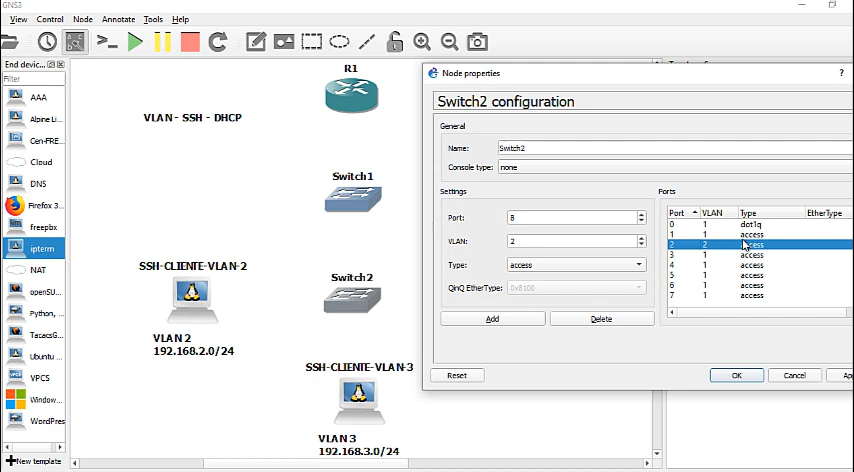 GNS3
View Control Node Annotate Tools Help
End devic...
Filter
AAA
Alpine Li...
Cen-FRE...
Cloud
DNS
Firefox 3...
freepbx
ipterm
NAT
openSU...
Python, ...
TacacsG...
Ubuntu ...
VPCS
Window...
WordPres
New template
R1
VLAN - SSH - DHCP
Switch1
SSH-CLIENTE-VLAN-2
Switch2
VLAN 2
192.168.2.0/24
SSH-CLIENTE-VLAN-3
VLAN 3
192.168.3.0/24
Node properties ?
Switch2 configuration
General
Name: Switch2
Console type: none
Settings
Port: 8
VLAN: 2
Type: access
QinQ EtherType: 0x8100
Add Delete
Ports
Port VLAN Type EtherType
0 1 dot1q
1 1 access
2 2 access
3 1 access
4 1 access
5 1 access
6 1 access
7 1 access
Reset OK Cancel Ap